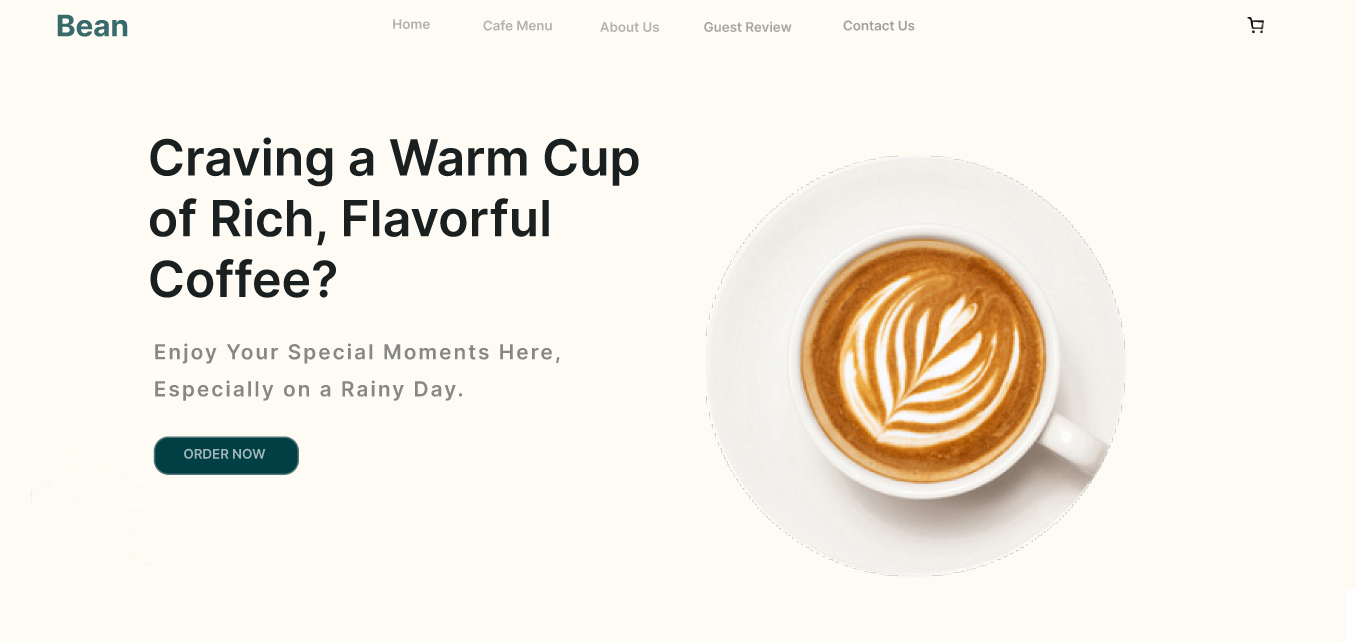 Bean
Home
Cafe Menu
About Us
Guest Review
Contact Us
Craving a Warm Cup
of Rich, Flavorful
Coffee?
Enjoy Your Special Moments Here,
Especially on a Rainy Day.
ORDER NOW